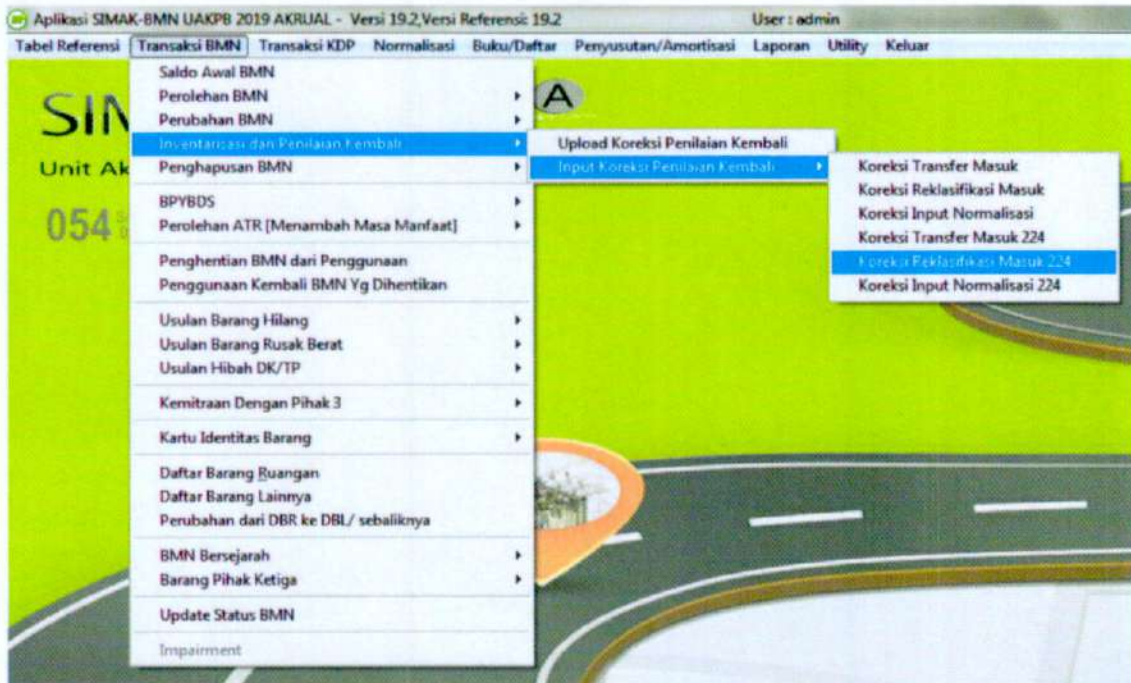 Aplikasi SIMAK-BMN UAKPB 2019 AKRUAL - Versi 19.2,Versi Referensi: 19.2 User : admin
Tabel Referensi Transaksi BMN Transaksi KDP Normalisasi Buku/Daftar Penyusutan/Amortisasi Laporan Utility Keluar
SIM
A
Unit Ak
054
Saldo Awal BMN
Perolehan BMN
Perubahan BMN
Inventarisasi dan Penilaian Kembali
Penghapusan BMN
BPYBDS
Perolehan ATR [Menambah Masa Manfaat]
Penghentian BMN dari Penggunaan
Penggunaan Kembali BMN Yg Dihentikan
Usulan Barang Hilang
Usulan Barang Rusak Berat
Usulan Hibah DK/TP
Kemitraan Dengan Pihak 3
Kartu Identitas Barang
Daftar Barang Ruangan
Daftar Barang Lainnya
Perubahan dari DBR ke DBL/ sebaliknya
BMN Bersejarah
Barang Pihak Ketiga
Update Status BMN
Impairment
Upload Koreksi Penilaian Kembali
Input Koreksi Penilaian Kembali
Koreksi Transfer Masuk
Koreksi Reklasifikasi Masuk
Koreksi Input Normalisasi
Koreksi Transfer Masuk 224
Koreksi Reklasifikasi Masuk 224
Koreksi Input Normalisasi 224